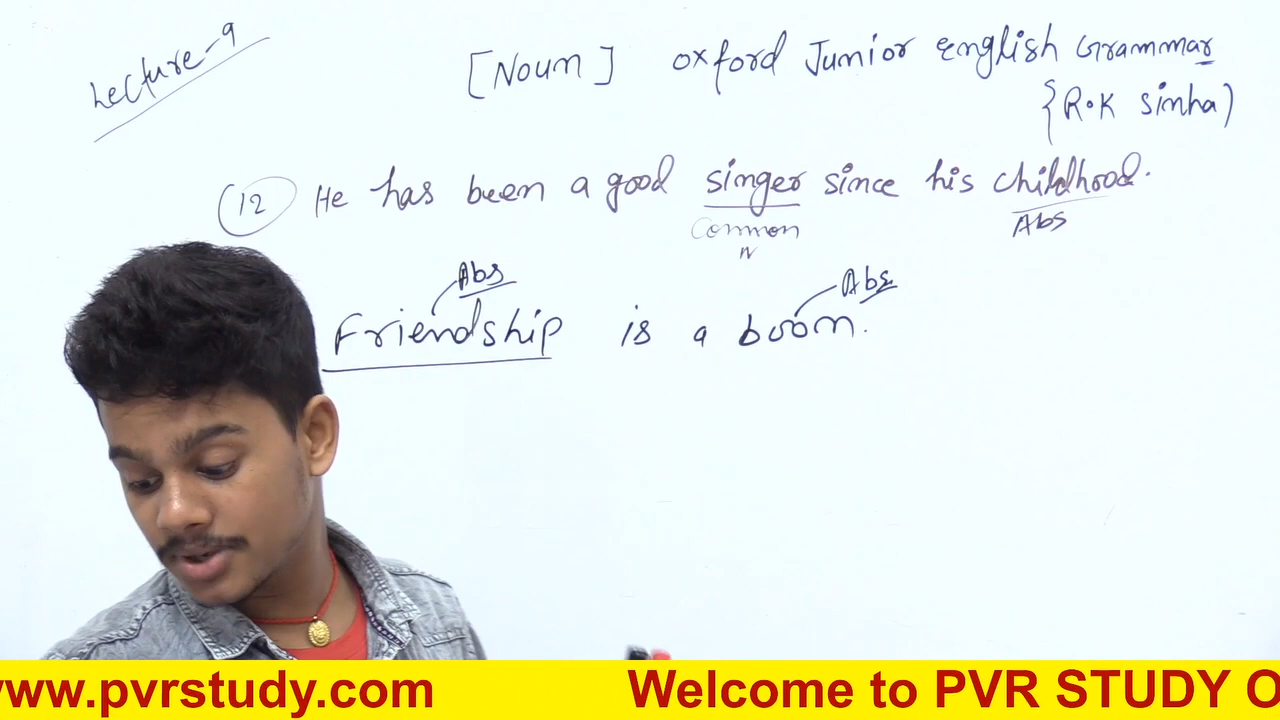 Lecture-9
[Noun] Oxford Junior English Grammar
{R.K Sinha)
(12) He has been a good singer since his childhood.
Common Abs
N
Abs Abs
Friendship is a boon.
www.pvrstudy.com Welcome to PVR STUDY O